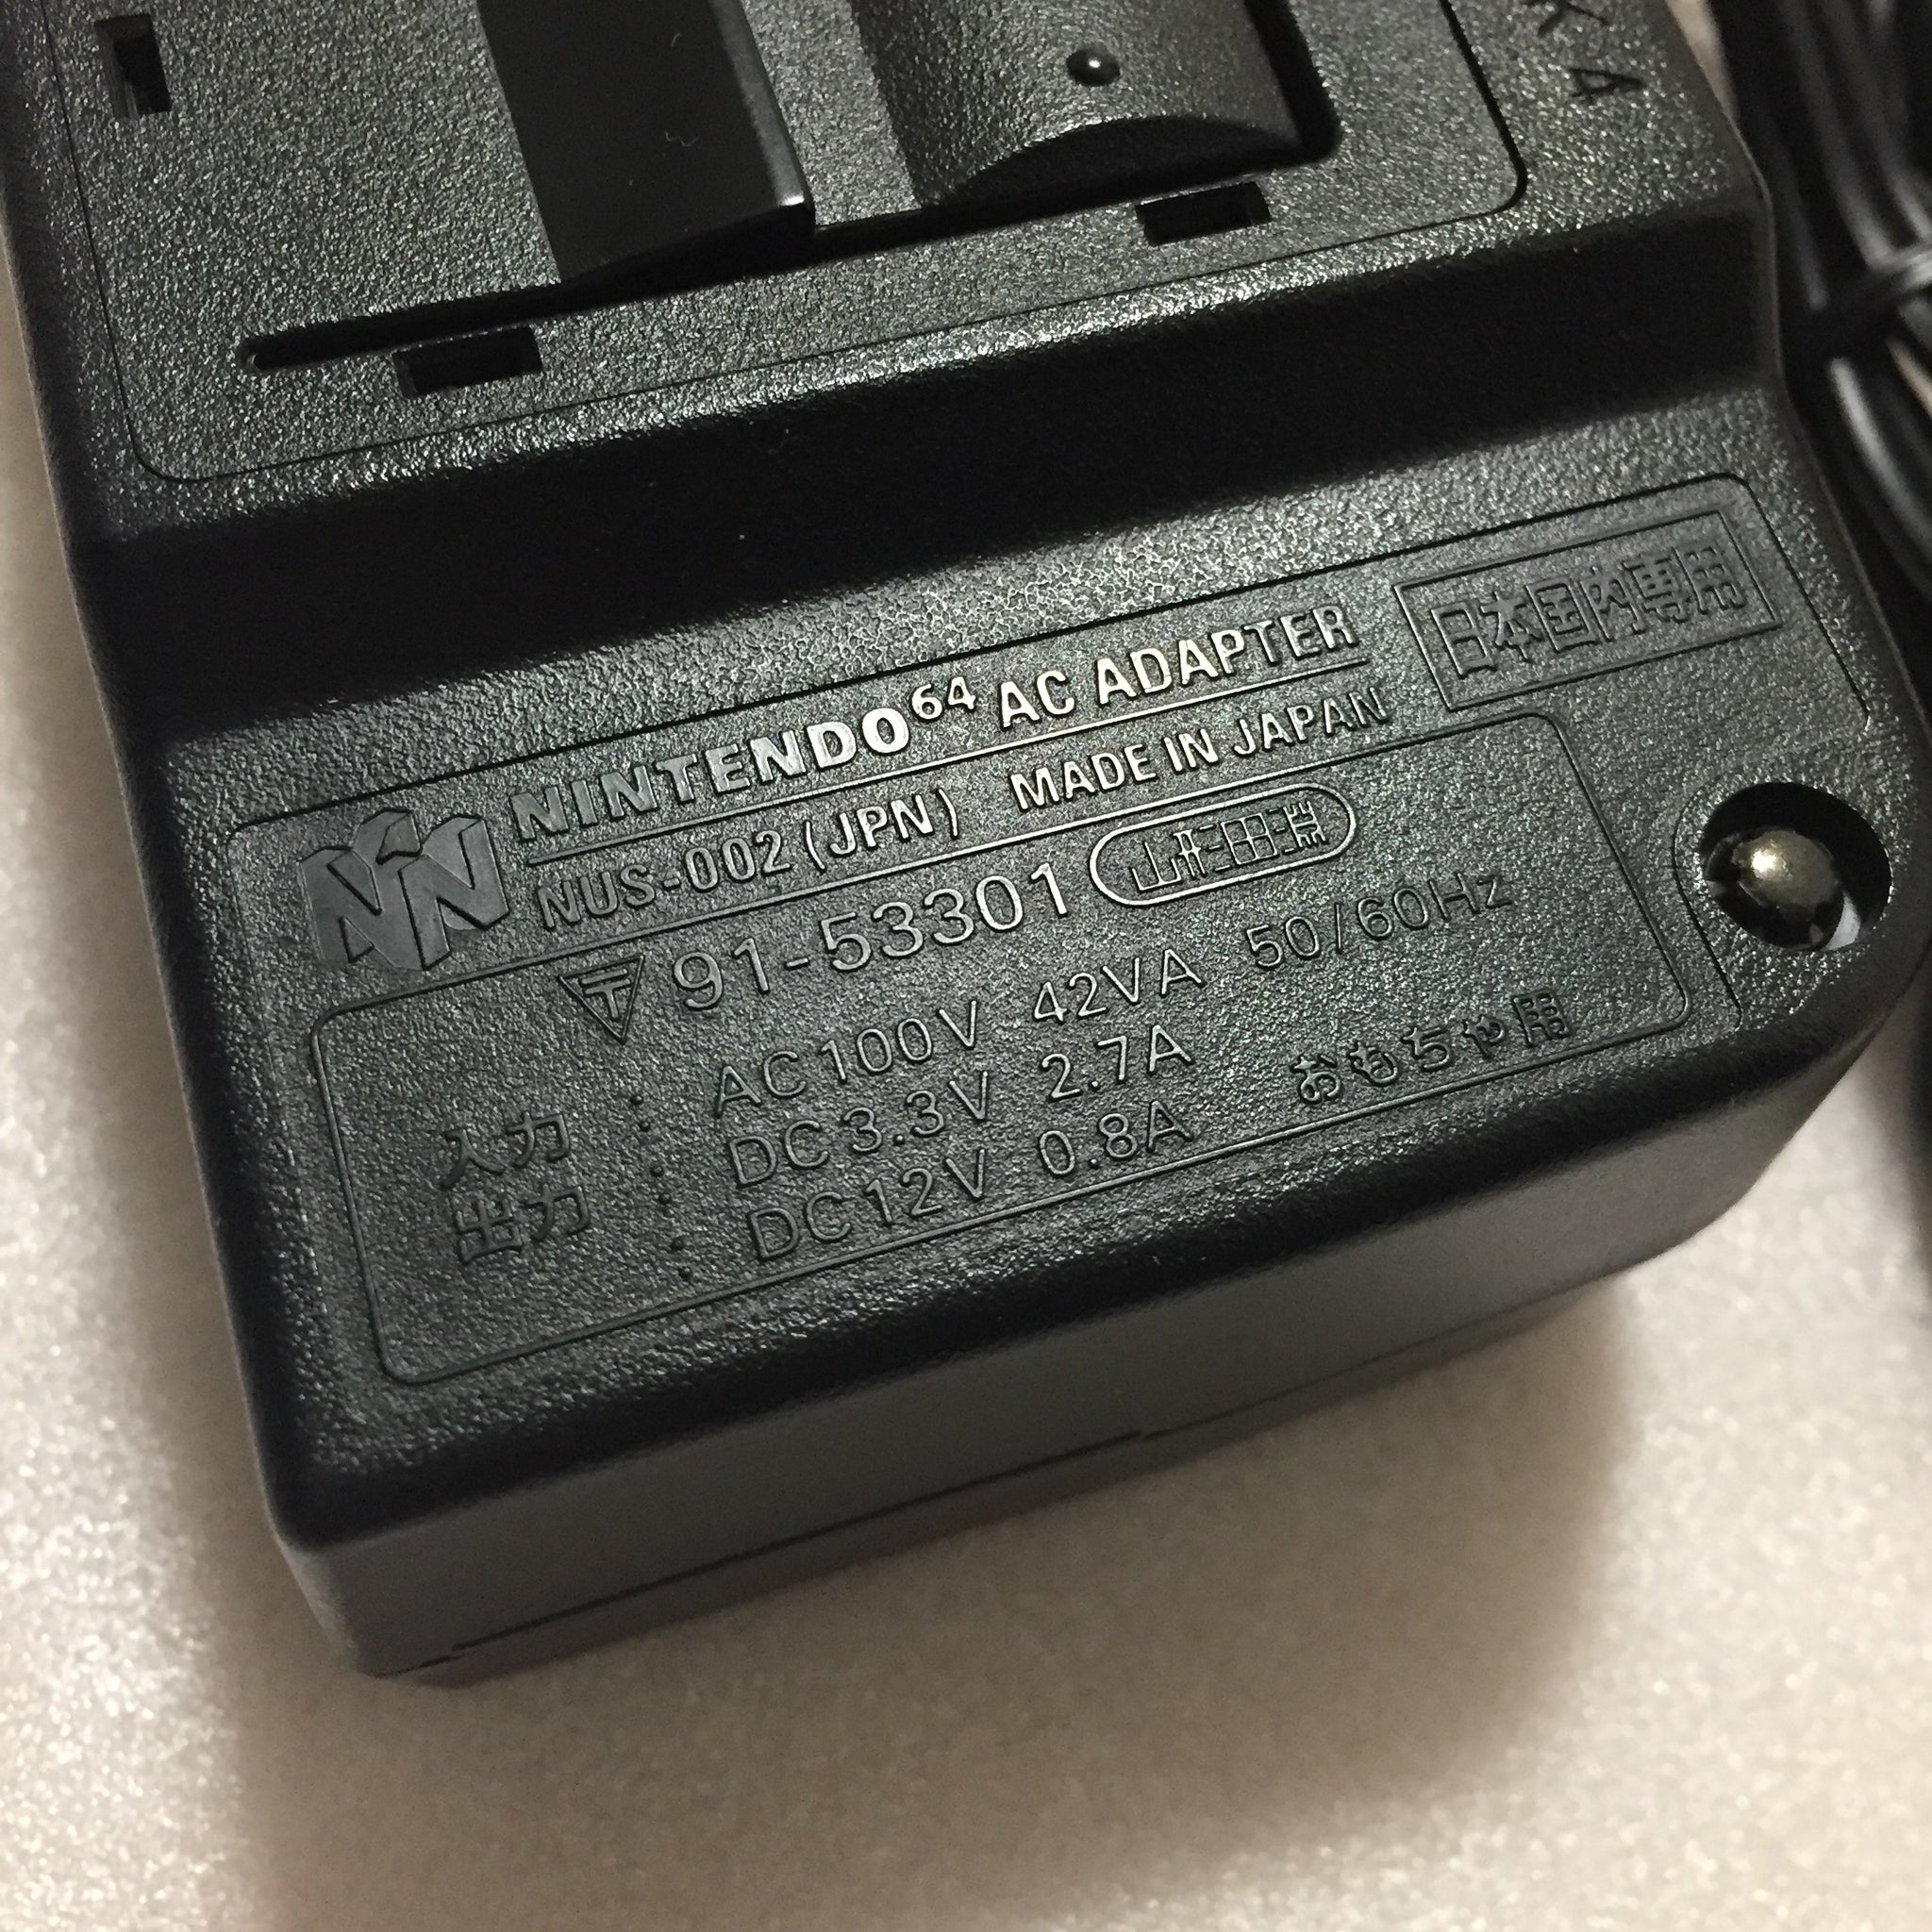 K4
NINTENDO64 AC ADAPTER
日本国内専用
NUS-002(JPN) MADE IN JAPAN
〒91-53301
AC100V 42VA 50/60Hz
入力 : DC3.3V 2.7A おもちゃ用
出力 : DC12V 0.8A